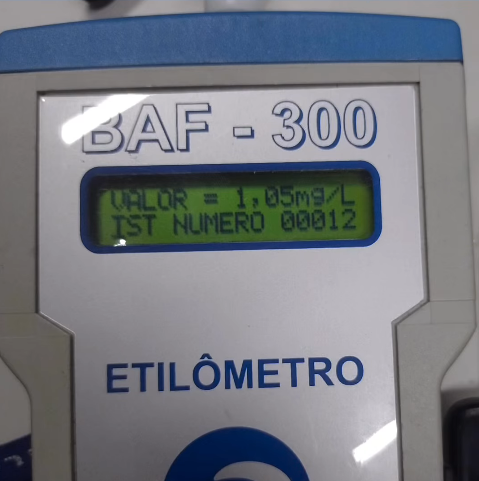 BAF - 300
VALOR = 1,05mg/L
TST NUMERO 00012
ETILÔMETRO